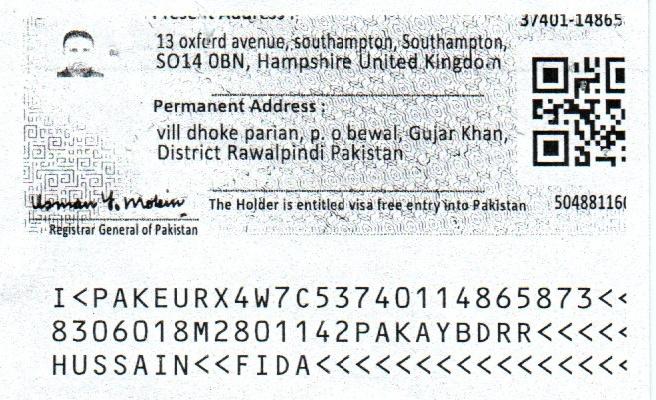 Present Address :
37401-14865
13 oxferd avenue, southampton, Southampton,
SO14 0BN, Hampshire United Kingdom
Permanent Address :
vill dhoke parian, p. o bewal, Gujar Khan,
District Rawalpindi Pakistan
Usman Y. Mobin
The Holder is entitled visa free entry into Pakistan
50488116
Registrar General of Pakistan
I<PAKEURX4W7C53740114865873<<
8306018M2801142PAKAYBDRR<<<<<
HUSSAIN<<FIDA<<<<<<<<<<<<<<<<<